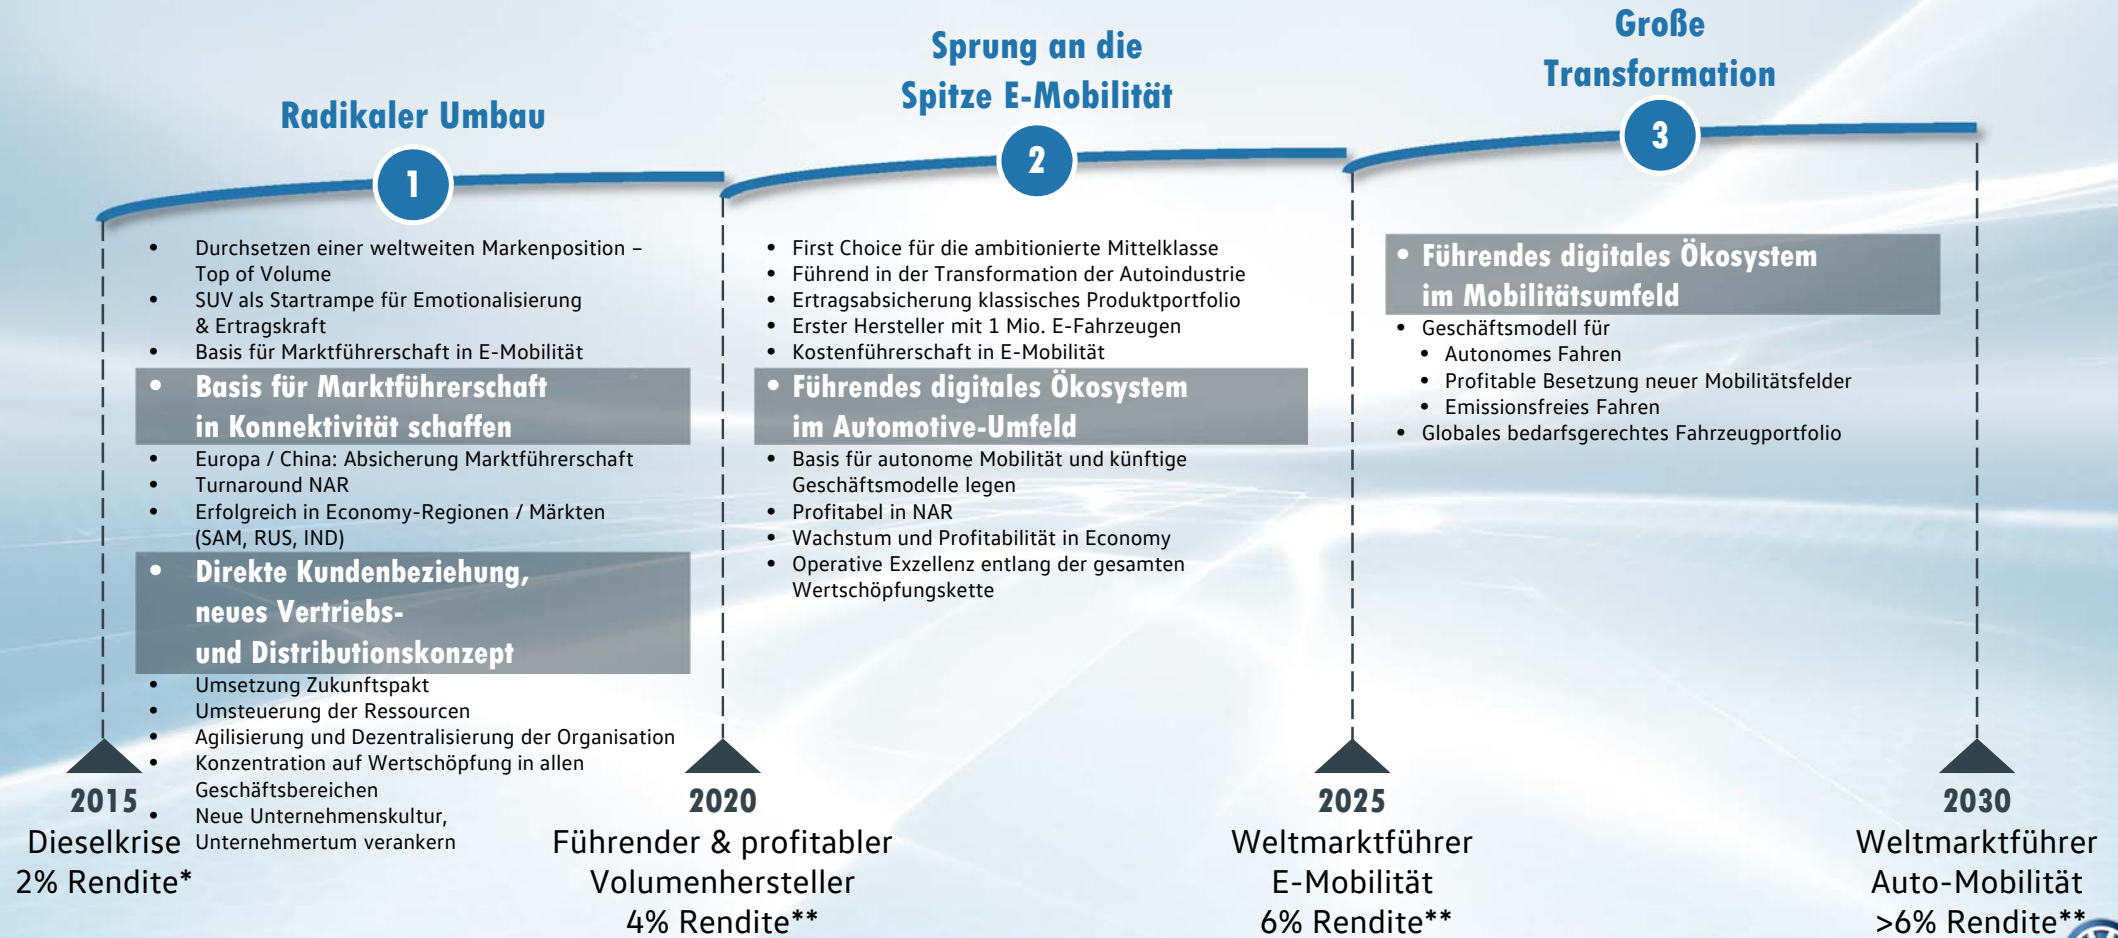 Radikaler Umbau
1
• Durchsetzen einer weltweiten Markenposition –
Top of Volume
• SUV als Startrampe für Emotionalisierung
& Ertragskraft
• Basis für Marktführerschaft in E-Mobilität
• Basis für Marktführerschaft
in Konnektivität schaffen
• Europa / China: Absicherung Marktführerschaft
• Turnaround NAR
• Erfolgreich in Economy-Regionen / Märkten
(SAM, RUS, IND)
• Direkte Kundenbeziehung,
neues Vertriebs-
und Distributionskonzept
• Umsetzung Zukunftspakt
• Umsteuerung der Ressourcen
• Agilisierung und Dezentralisierung der Organisation
• Konzentration auf Wertschöpfung in allen
Geschäftsbereichen
• Neue Unternehmenskultur,
Unternehmertum verankern
Sprung an die
Spitze E-Mobilität
2
• First Choice für die ambitionierte Mittelklasse
• Führend in der Transformation der Autoindustrie
• Ertragsabsicherung klassisches Produktportfolio
• Erster Hersteller mit 1 Mio. E-Fahrzeugen
• Kostenführerschaft in E-Mobilität
• Führendes digitales Ökosystem
im Automotive-Umfeld
• Basis für autonome Mobilität und künftige
Geschäftsmodelle legen
• Profitabel in NAR
• Wachstum und Profitabilität in Economy
• Operative Exzellenz entlang der gesamten
Wertschöpfungskette
Große
Transformation
3
• Führendes digitales Ökosystem
im Mobilitätsumfeld
• Geschäftsmodell für
• Autonomes Fahren
• Profitable Besetzung neuer Mobilitätsfelder
• Emissionsfreies Fahren
• Globales bedarfsgerechtes Fahrzeugportfolio
2015
Dieselkrise
2% Rendite*
2020
Führender & profitabler
Volumenhersteller
4% Rendite**
2025
Weltmarktführer
E-Mobilität
6% Rendite**
2030
Weltmarktführer
Auto-Mobilität
>6% Rendite**